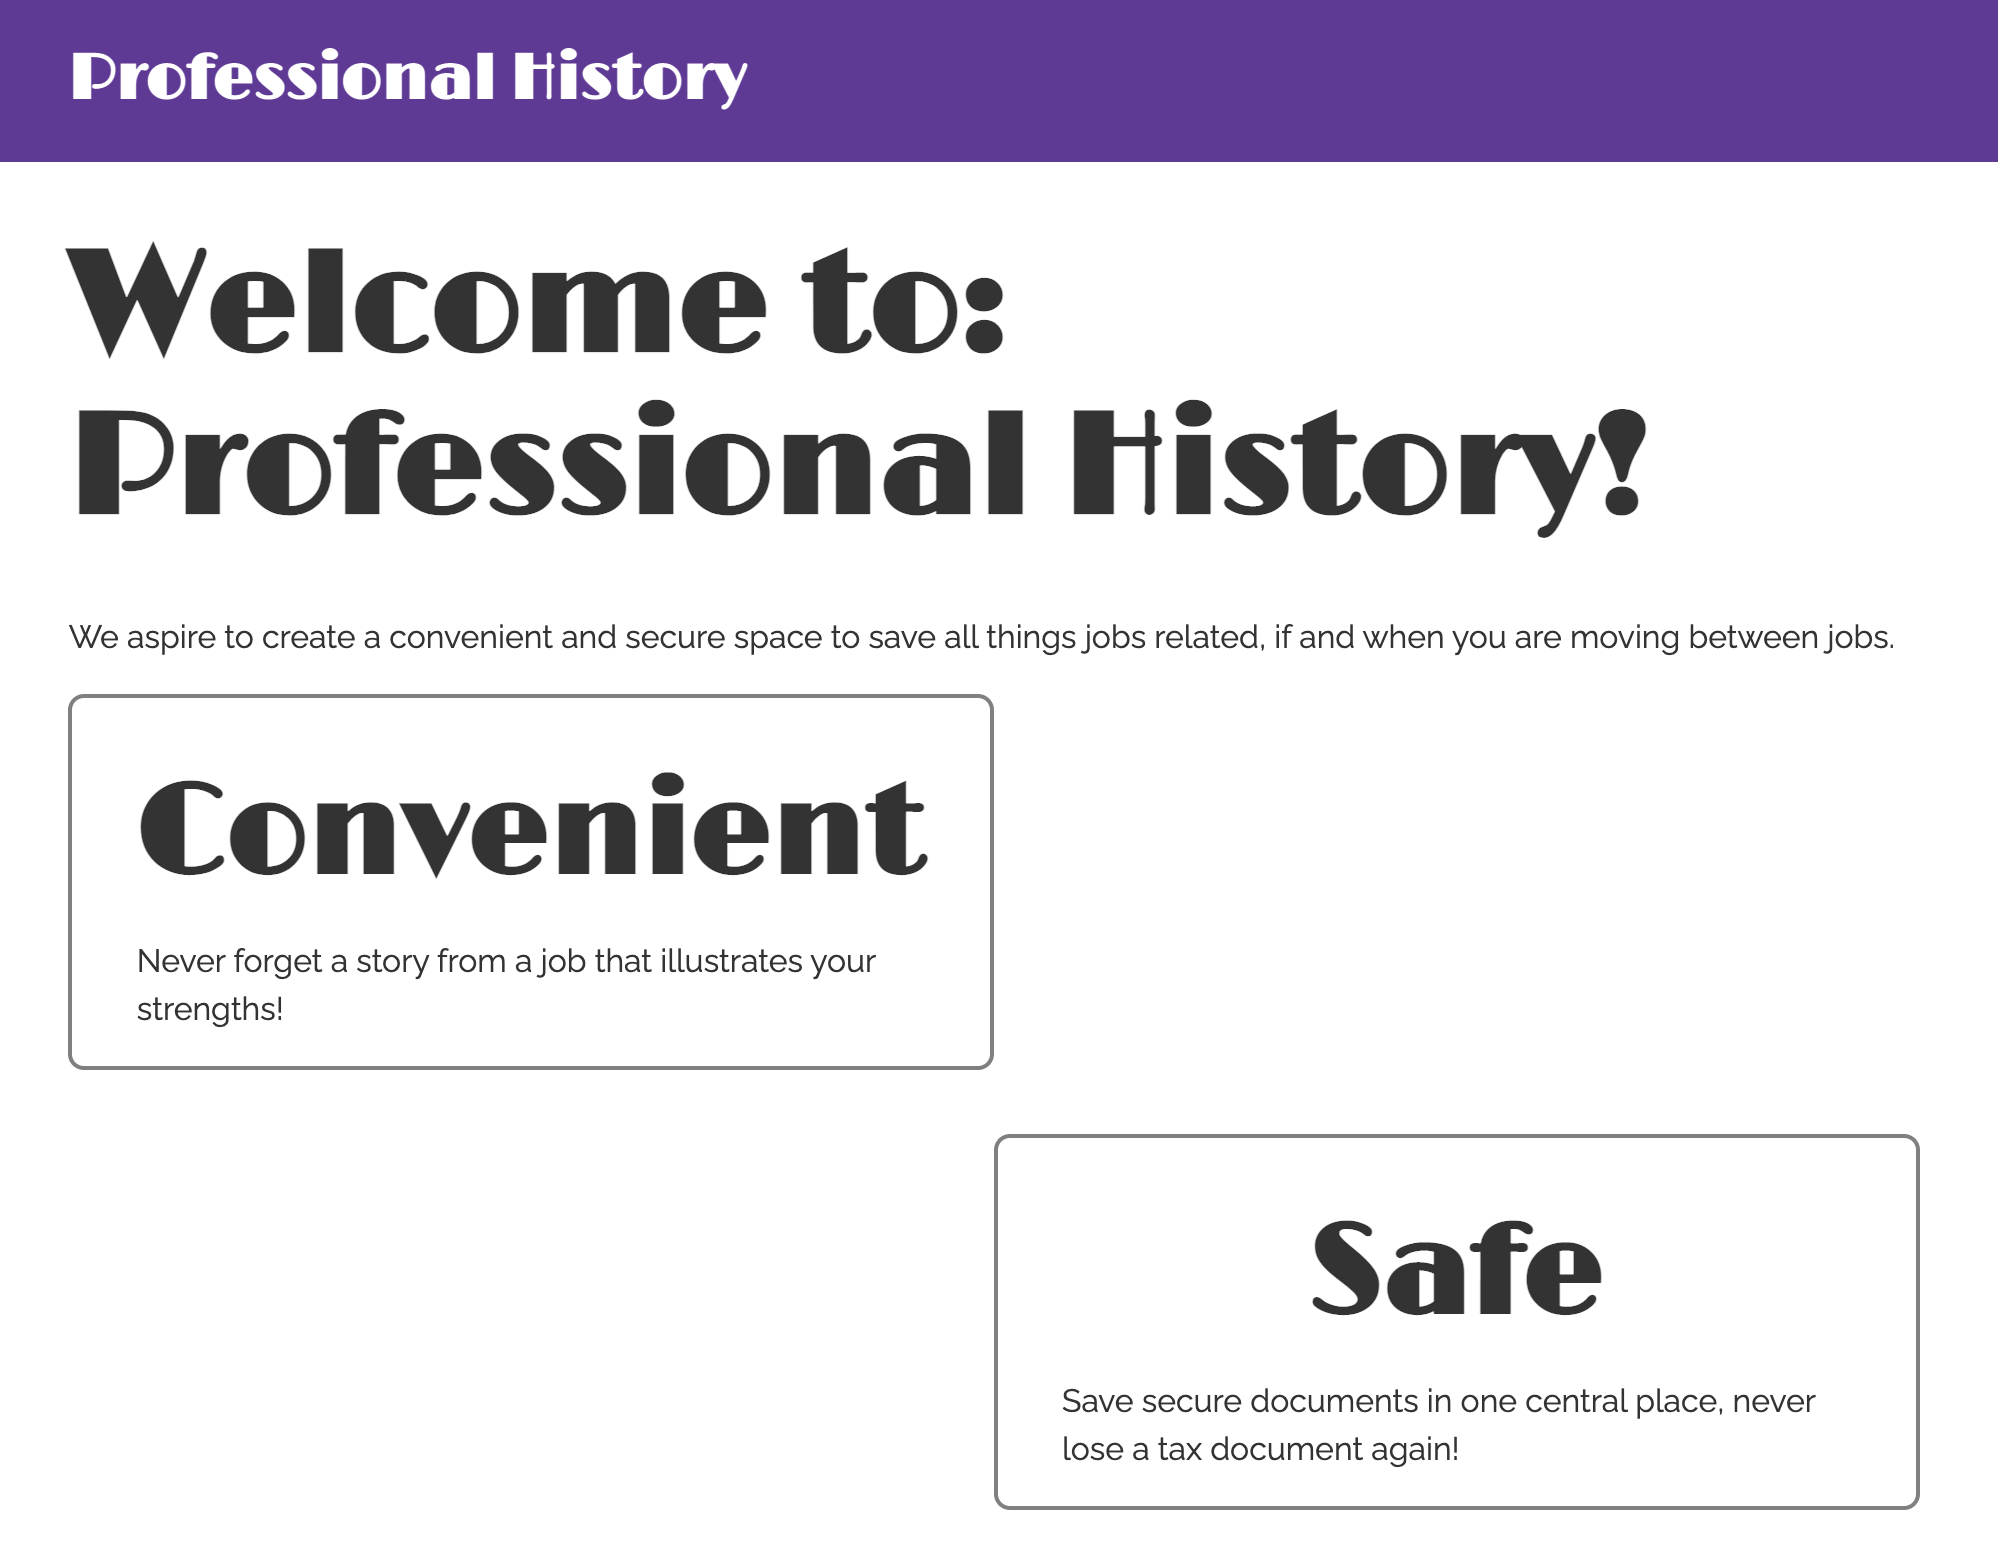 Professional History
Welcome to:
Professional History!
We aspire to create a convenient and secure space to save all things jobs related, if and when you are moving between jobs.
Convenient
Never forget a story from a job that illustrates your
strengths!
Safe
Save secure documents in one central place, never
lose a tax document again!